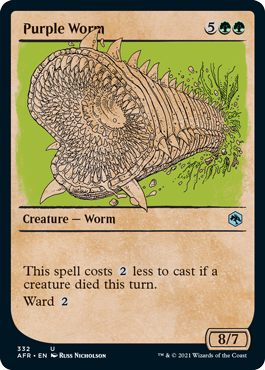 Purple Worm 5
Creature — Worm
This spell costs 2 less to cast if a
creature died this turn.
Ward 2
8/7
332 U
AFR • EN Russ Nicholson
™ & © 2021 Wizards of the Coast